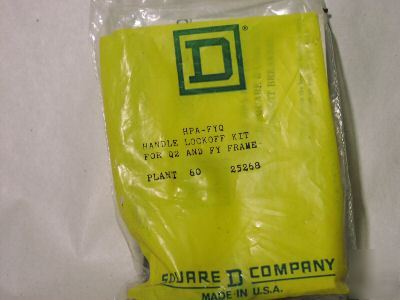 D
®
HPA-FYQ
HANDLE LOCKOFF KIT
FOR Q2 AND FY FRAME
PLANT 60 25268
SQUARE D COMPANY
MADE IN U.S.A.